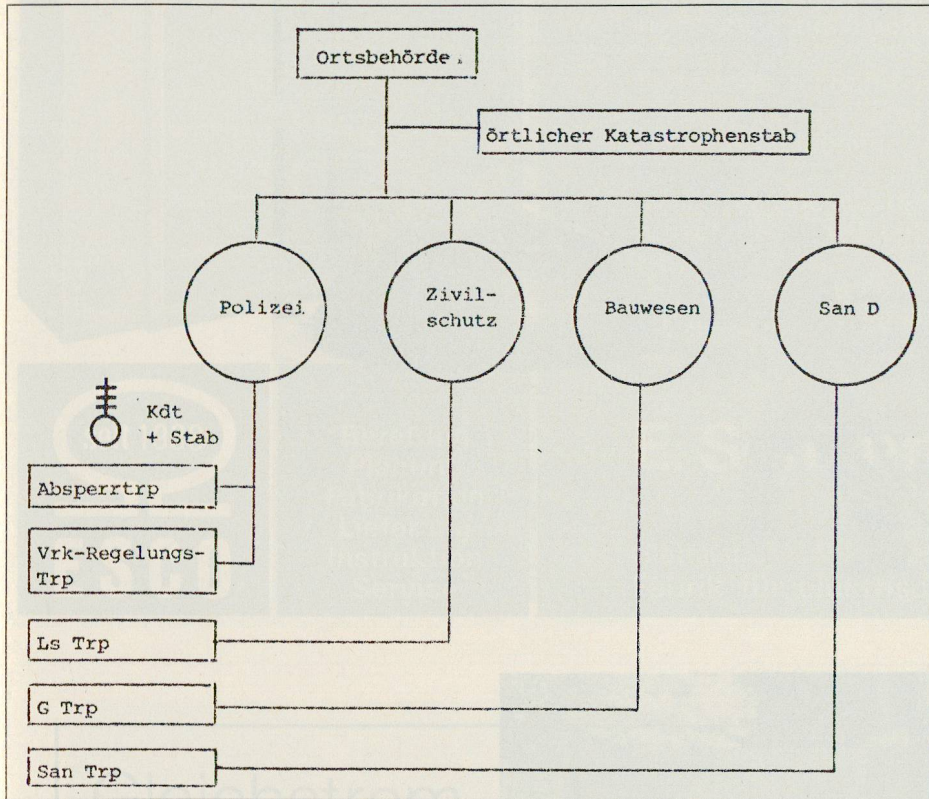 Ortsbehörde
örtlicher Katastrophenstab
Polizei
Zivil-
schutz
Bauwesen
San D
Kdt
+ Stab
Absperrtrp
Vrk-Regelungs-
Trp
Ls Trp
G Trp
San Trp